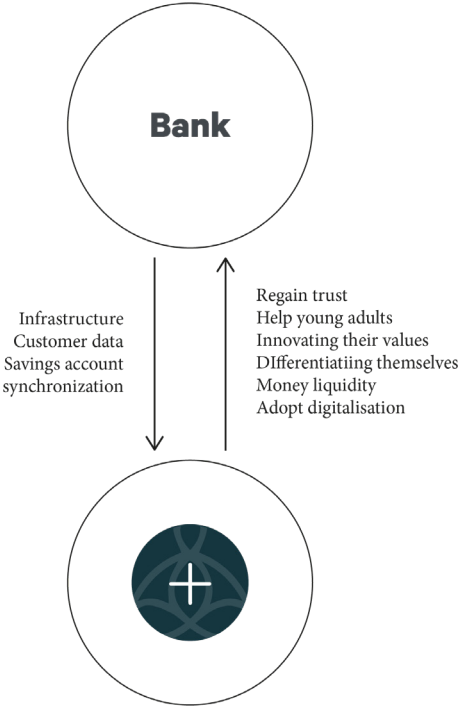 Bank
Infrastructure
Customer data
Savings account
synchronization
Regain trust
Help young adults
Innovating their values
DIfferentiatiing themselves
Money liquidity
Adopt digitalisation